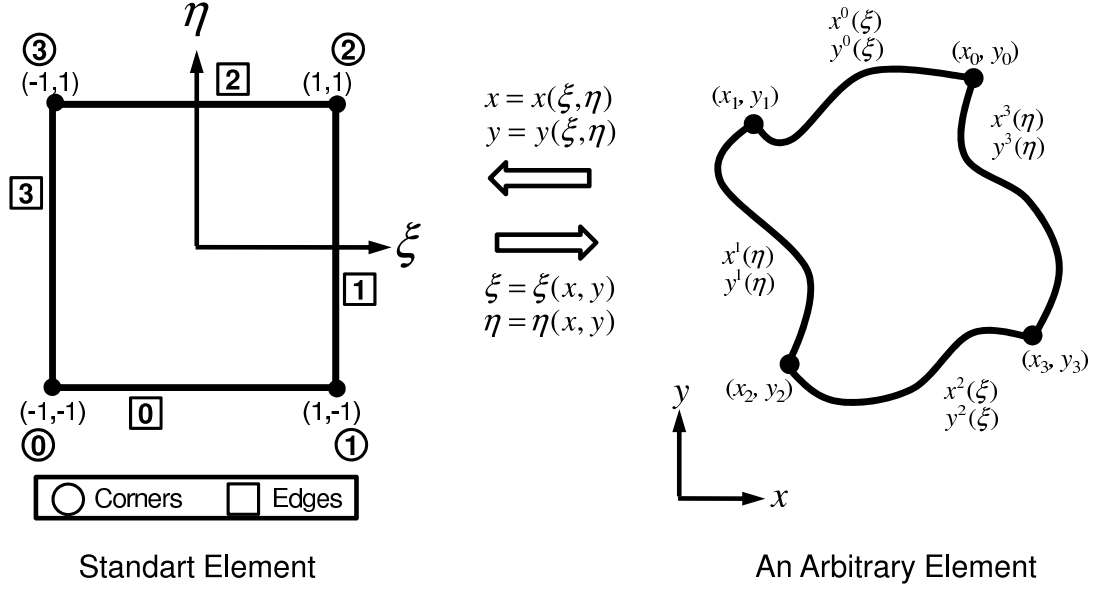 η
3
(-1,1)
2
2
(1,1)
3
ξ
1
(-1,-1)
0
(1,-1)
0
1
Corners
Edges
Standart Element
x = x(ξ,η)
y = y(ξ,η)
ξ = ξ(x, y)
η = η(x, y)
x⁰(ξ)
y⁰(ξ)
(x₀, y₀)
(x₁, y₁)
x³(η)
y³(η)
x¹(η)
y¹(η)
(x₂, y₂)
(x₃, y₃)
x²(ξ)
y²(ξ)
y
x
An Arbitrary Element